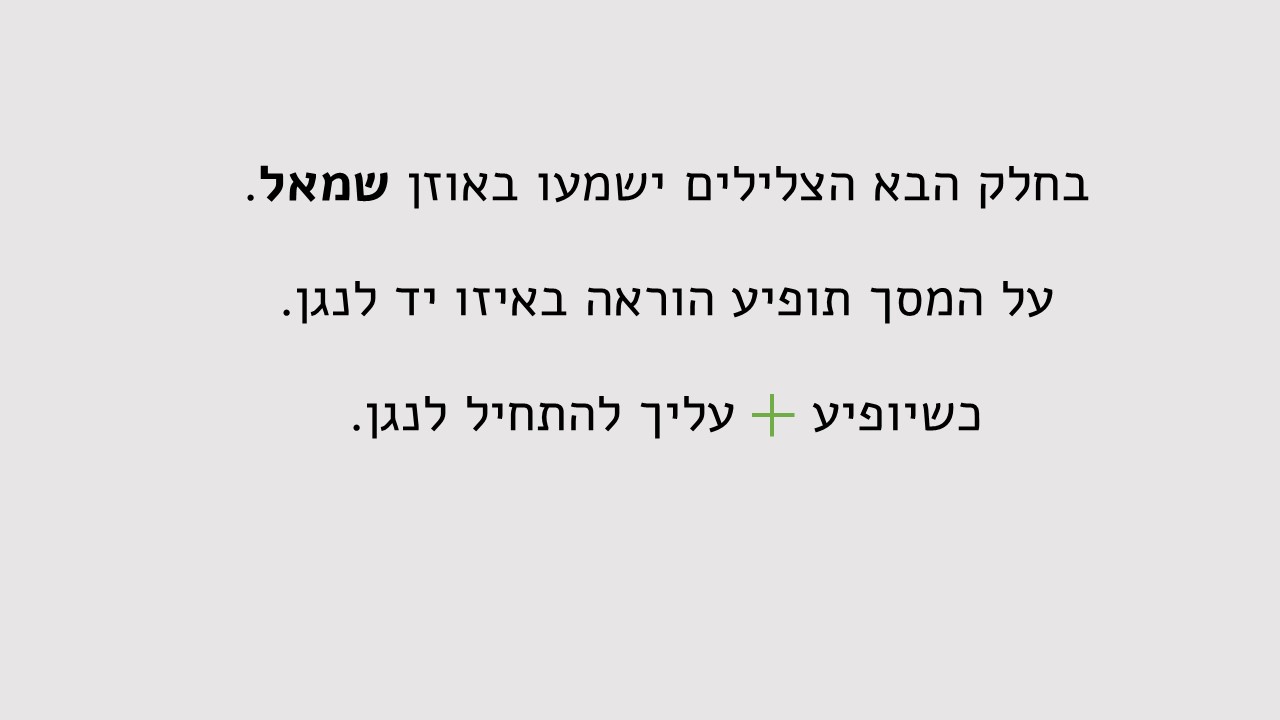 בחלק הבא הצלילים ישמעו באוזן שמאל.
על המסך תופיע הוראה באיזו יד לנגן.
כשיופיע + עליך להתחיל לנגן.